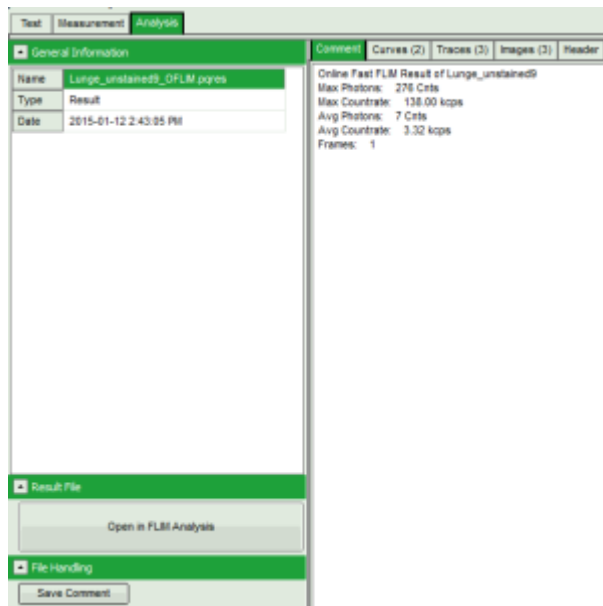 Test Measurement Analysis
General Information
Name Lunge_unstained9_OFLIM.pqres
Type Result
Date 2015-01-12 2:43:05 PM
Result File
Open in FLIM Analysis
File Handling
Save Comment
Comment Curves (2) Traces (3) Images (3) Header
Online Fast FLIM Result of Lunge_unstained9
Max Photons: 276 Cnts
Max Countrate: 138.00 kcps
Avg Photons: 7 Cnts
Avg Countrate: 3.32 kcps
Frames: 1